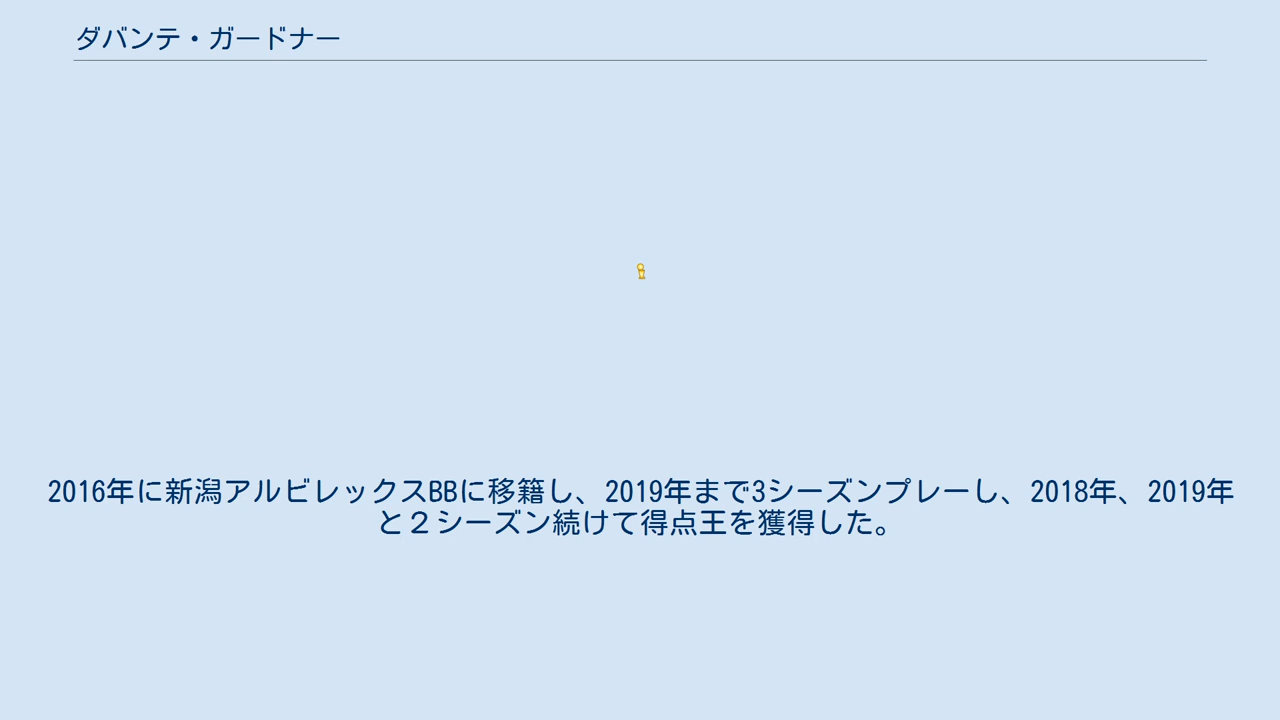 ダバンテ・ガードナー
2016年に新潟アルビレックスBBに移籍し、2019年まで3シーズンプレーし、2018年、2019年
と２シーズン続けて得点王を獲得した。